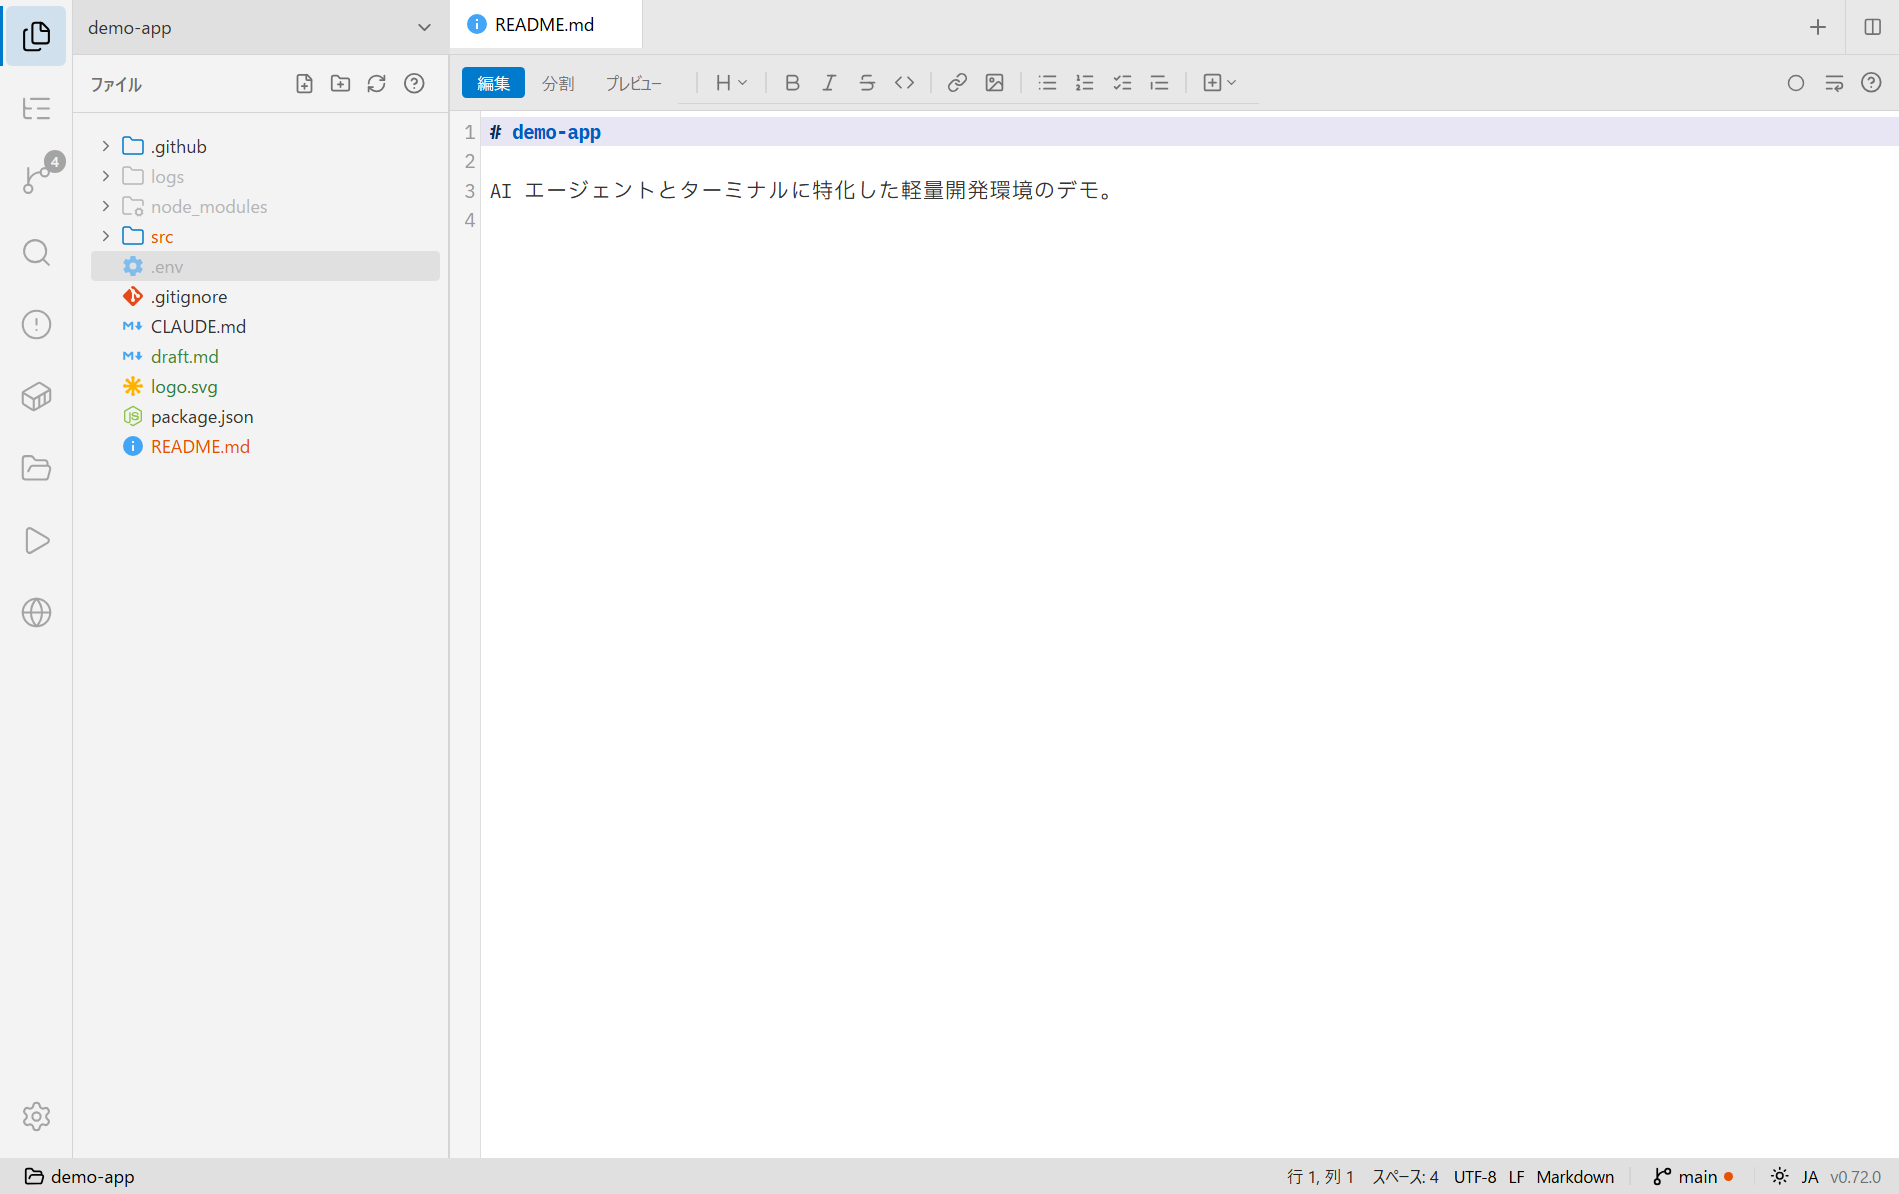 demo-app
README.md
ファイル
編集
分割
プレビュー
H
B
I
S
4
.github
logs
node_modules
src
.env
.gitignore
CLAUDE.md
draft.md
logo.svg
package.json
README.md
1 # demo-app
2
3 AI エージェントとターミナルに特化した軽量開発環境のデモ。
4
demo-app
行 1, 列 1
スペース: 4
UTF-8
LF
Markdown
main
JA
v0.72.0